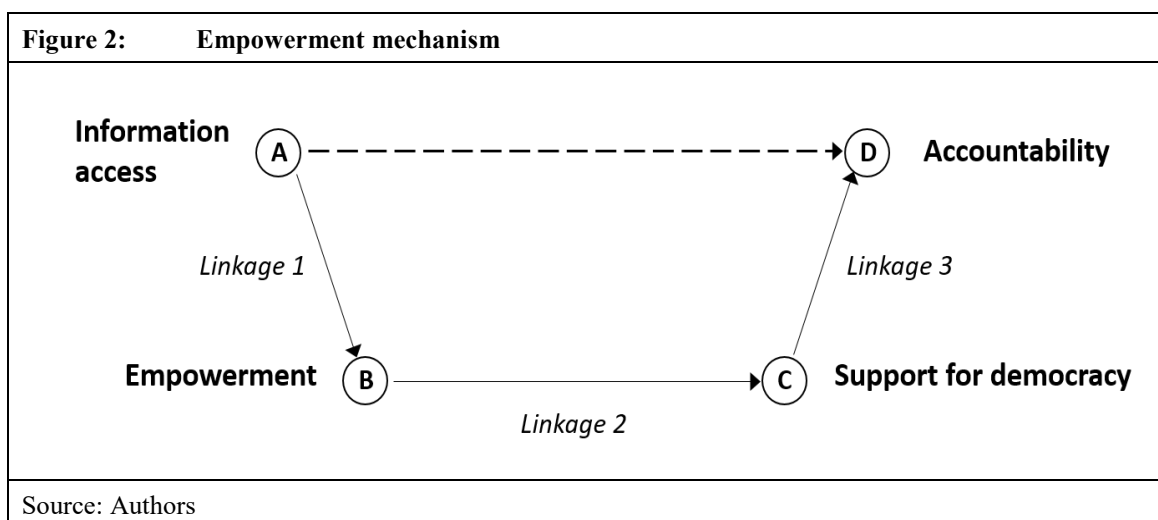 Figure 2: Empowerment mechanism
Information
access
A
D
Accountability
Linkage 1
Linkage 3
Empowerment
B
C
Support for democracy
Linkage 2
Source: Authors